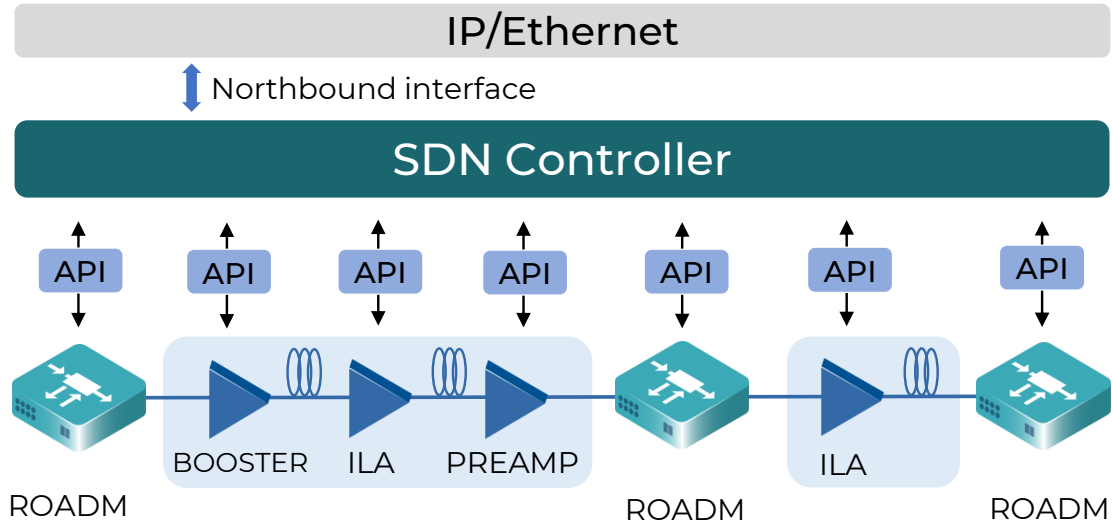 IP/Ethernet
Northbound interface
SDN Controller
API API API API API API API
BOOSTER ILA PREAMP ILA
ROADM ROADM ROADM